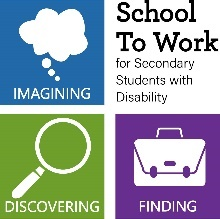 School
To Work
for Secondary
Students with
Disability
IMAGINING
DISCOVERING
FINDING